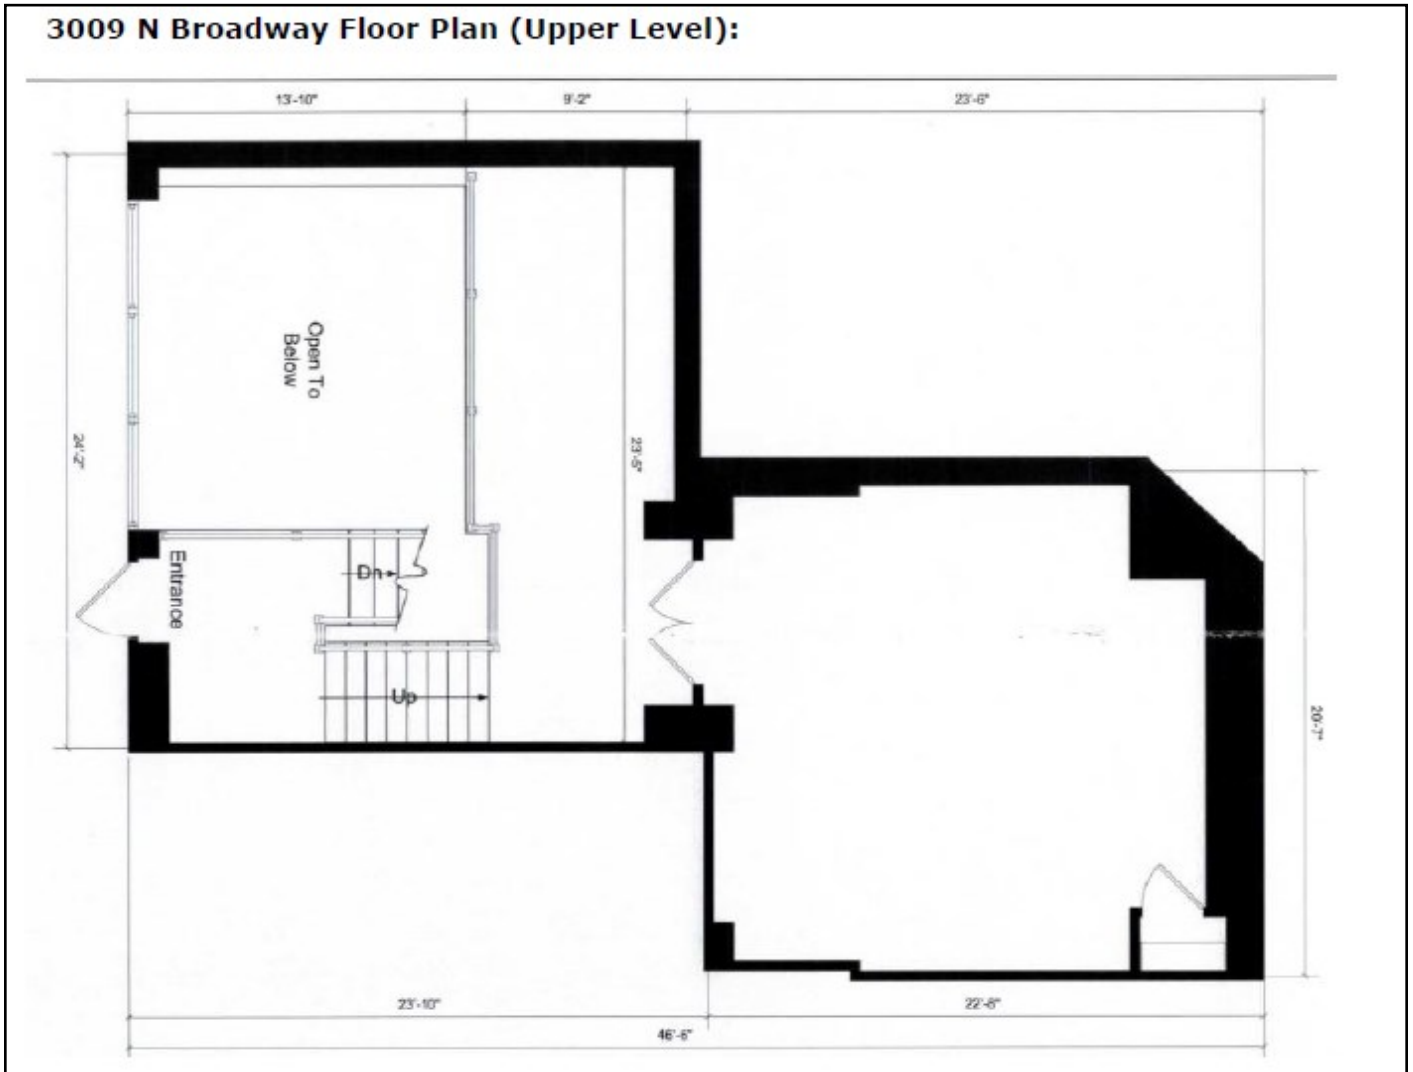 3009 N Broadway Floor Plan (Upper Level):
13'-10"
9'-2"
23'-6"
Open To
Below
24'-2"
23'-5"
Entrance
Dn
Up
20'-7"
23'-10"
22'-8"
46'-6"